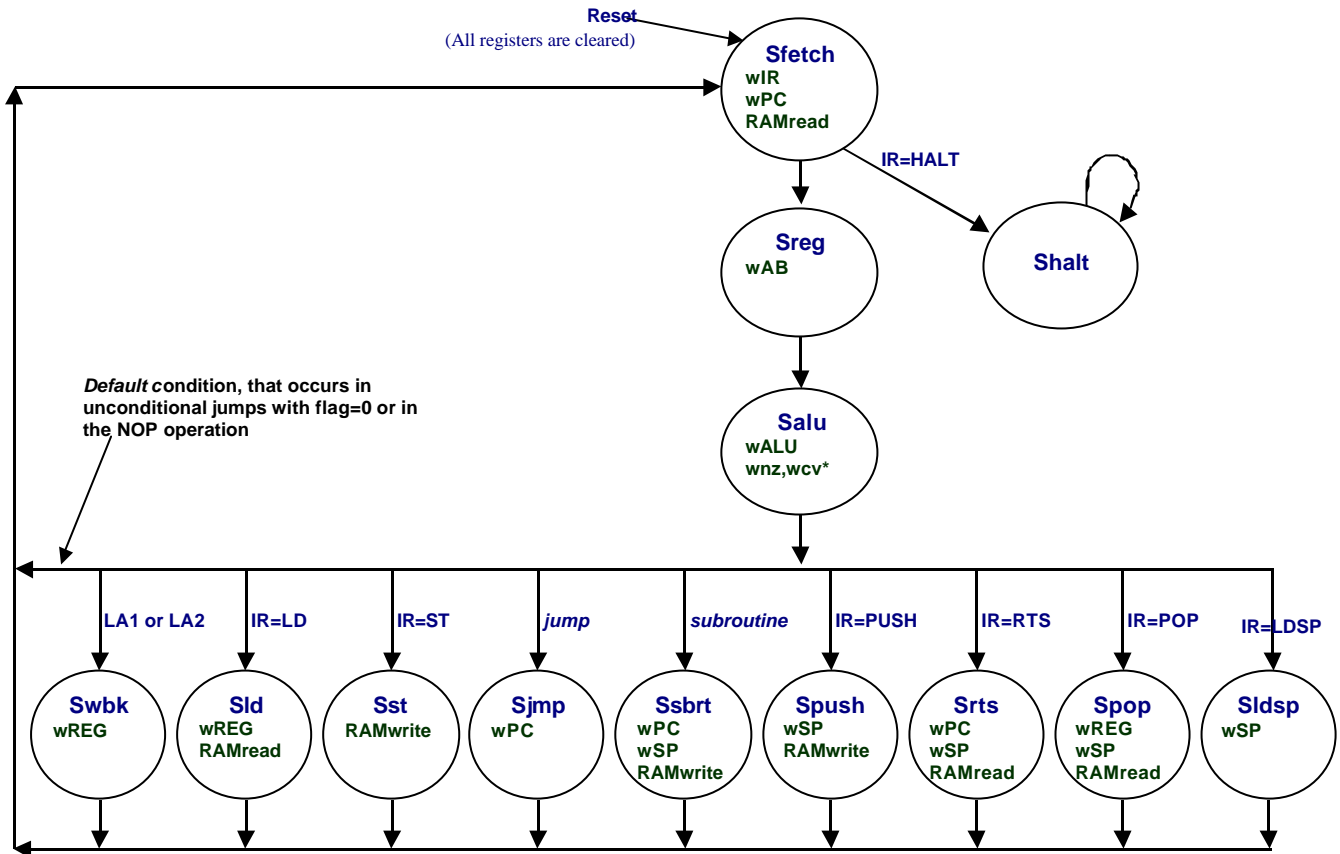 Reset
(All registers are cleared)
Sfetch
wIR
wPC
RAMread
IR=HALT
Sreg
wAB
Shalt
Default condition, that occurs in
unconditional jumps with flag=0 or in
the NOP operation
Salu
wALU
wnz,wcv*
LA1 or LA2
IR=LD
IR=ST
jump
subroutine
IR=PUSH
IR=RTS
IR=POP
IR=LDSP
Swbk
wREG
Sld
wREG
RAMread
Sst
RAMwrite
Sjmp
wPC
Ssbrt
wPC
wSP
RAMwrite
Spush
wSP
RAMwrite
Srts
wPC
wSP
RAMread
Spop
wREG
wSP
RAMread
Sldsp
wSP